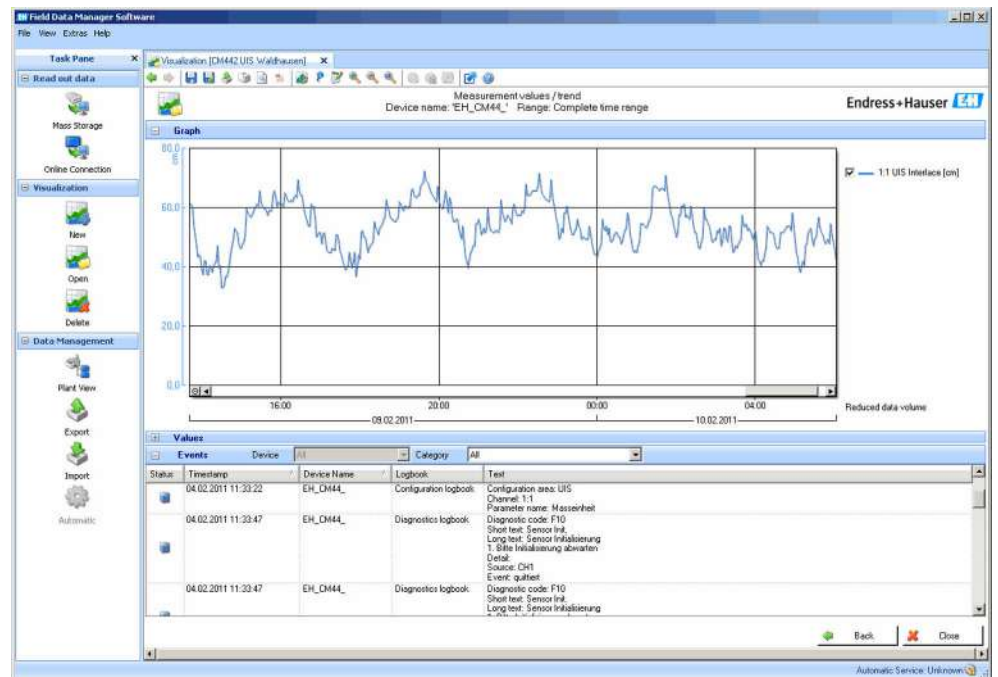 Field Data Manager Software
File View Extras Help
Task Pane
Visualization [CM442 UIS Waldhausen]
Read out data
Mass Storage
Online Connection
Visualization
New
Open
Delete
Data Management
Plant View
Export
Import
Automatic
Measurement values / trend
Device name: 'EH_CM44_' Range: Complete time range
Endress+Hauser EH
Graph
80.0
cm
60.0
40.0
20.0
0.0
1:1 UIS Interface [cm]
16:00 20:00 00:00 04:00
09.02.2011 10.02.2011
Reduced data volume
Values
Events Device All Category All
Status Timestamp Device Name Logbook Text
04.02.2011 11:33:22 EH_CM44_ Configuration logbook Configuration area: UIS
Channel: 1:1
Parameter name: Masseinheit
04.02.2011 11:33:47 EH_CM44_ Diagnostics logbook Diagnostic code: F10
Short text: Sensor Init.
Long text: Sensor Initialisierung
1. Bitte Initialisierung abwarten
Detail:
Source: CH1
Event: quittiert
04.02.2011 11:33:47 EH_CM44_ Diagnostics logbook Diagnostic code: F10
Short text: Sensor Init.
Long text: Sensor Initialisierung
Back Close
Automatic Service: Unknown